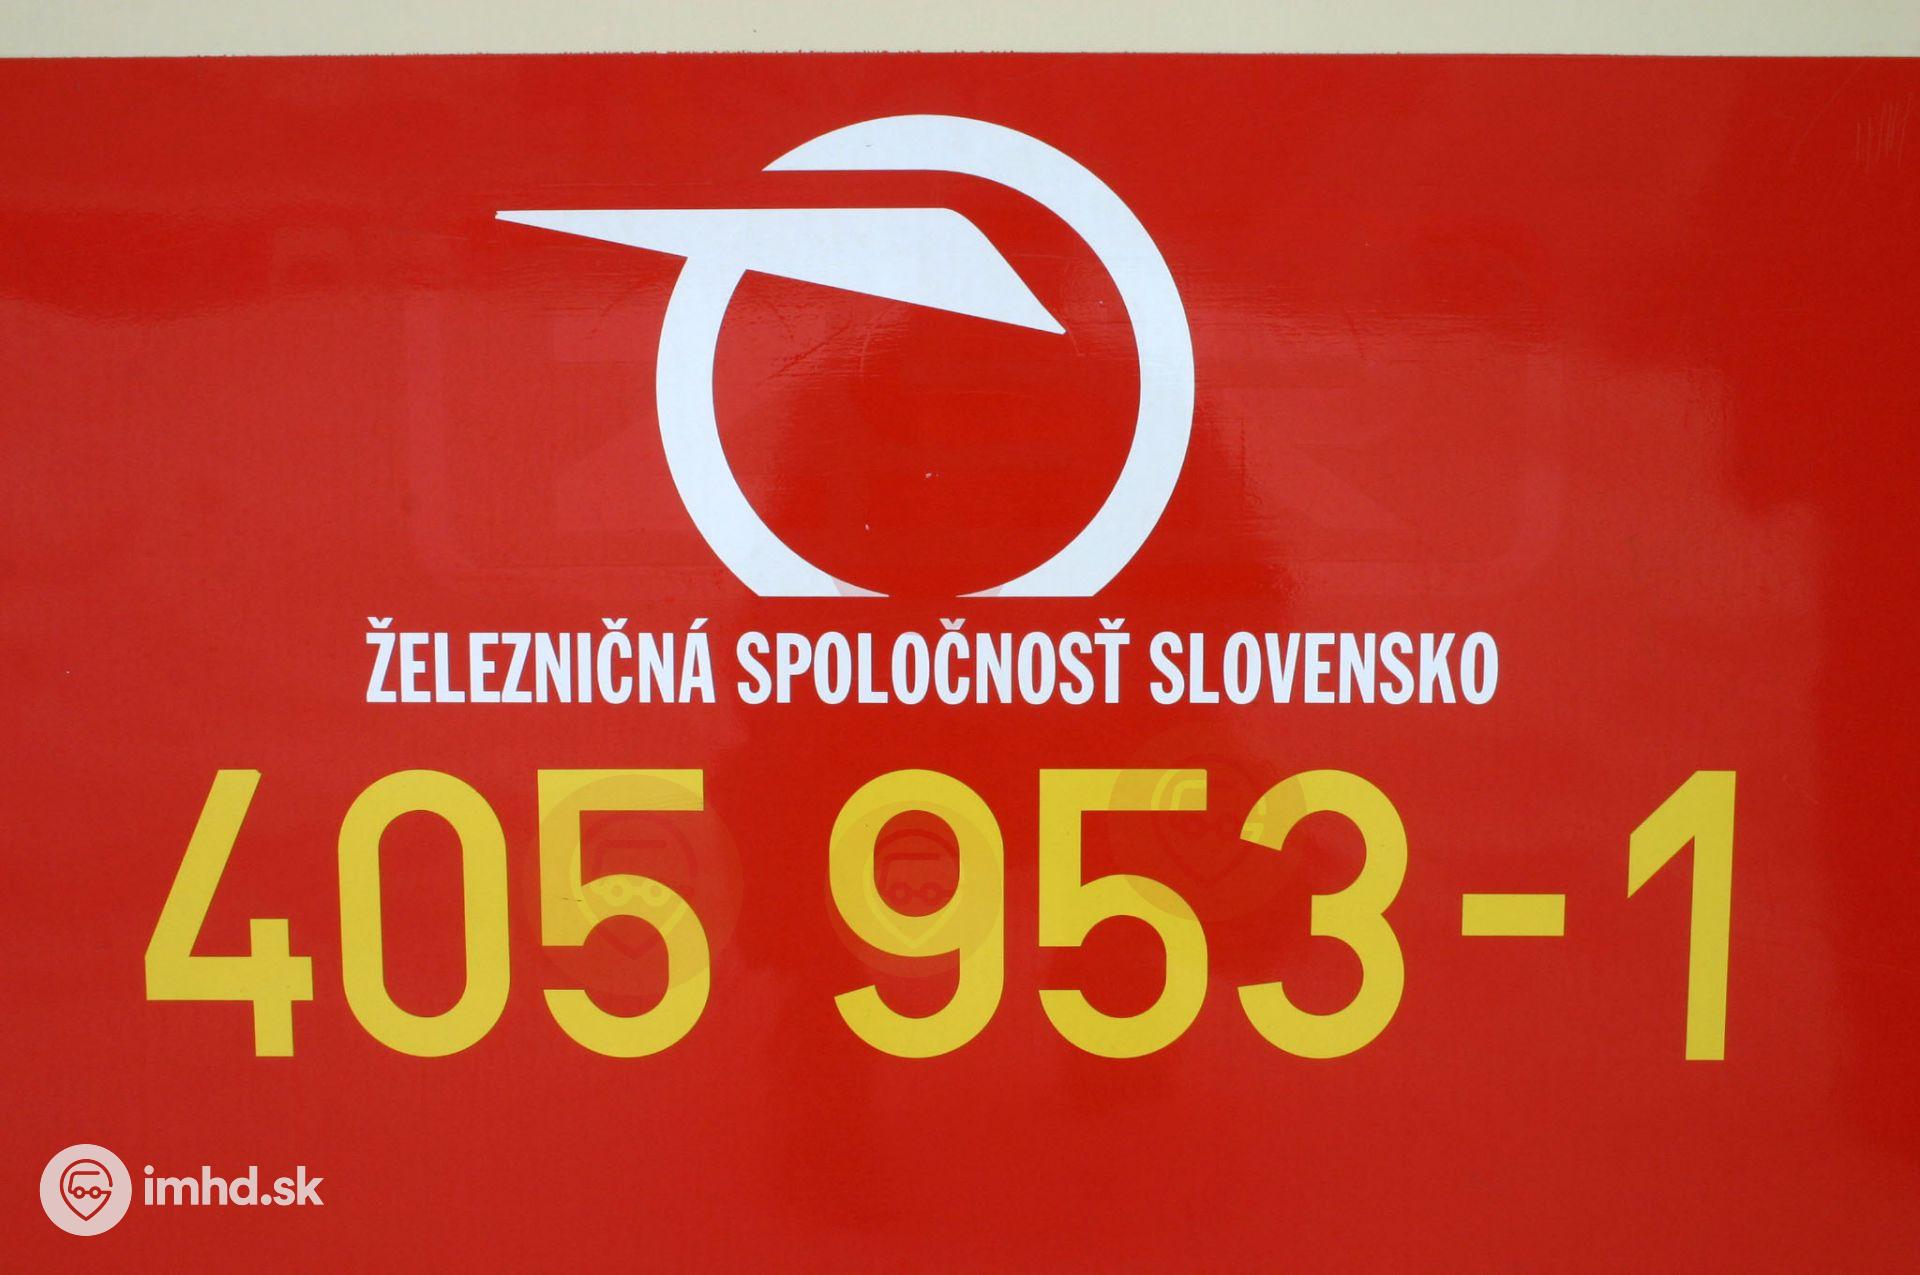 ŽELEZNIČNÁ SPOLOČNOSŤ SLOVENSKO
405 953-1
imhd.sk